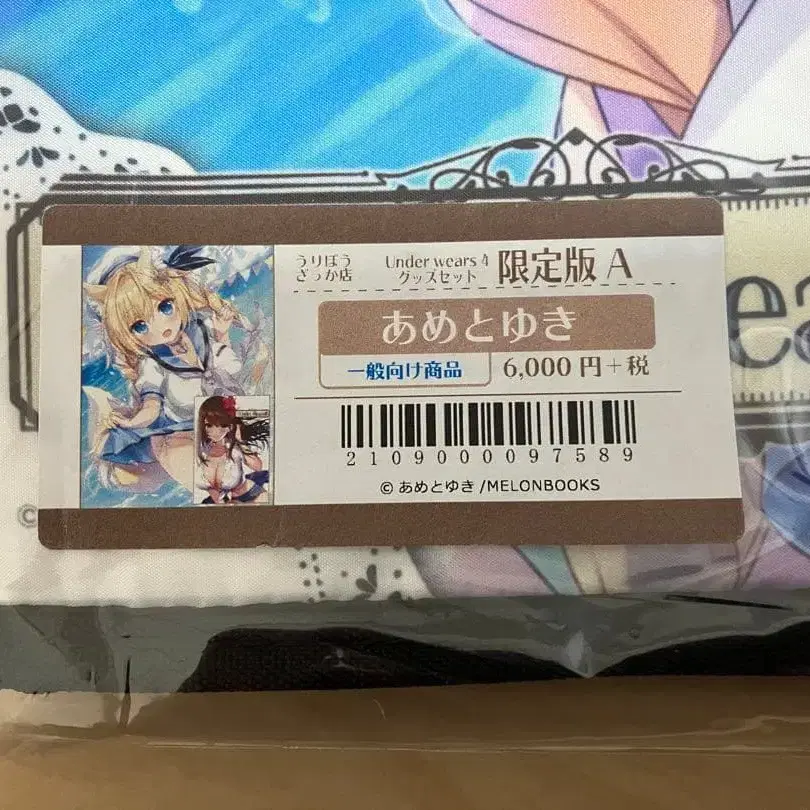 うりぼう
ざっか店
Under wears 4
グッズセット
限定版 A
あめとゆき
一般向け商品
6,000 円+税
2109000097589
© あめとゆき /MELONBOOKS
ea
©